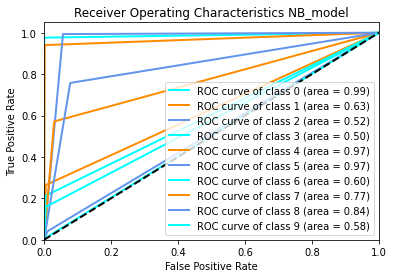 Receiver Operating Characteristics NB_model
True Positive Rate
1.0
0.8
0.6
0.4
0.2
0.0
ROC curve of class 0 (area = 0.99)
ROC curve of class 1 (area = 0.63)
ROC curve of class 2 (area = 0.52)
ROC curve of class 3 (area = 0.50)
ROC curve of class 4 (area = 0.97)
ROC curve of class 5 (area = 0.97)
ROC curve of class 6 (area = 0.60)
ROC curve of class 7 (area = 0.77)
ROC curve of class 8 (area = 0.84)
ROC curve of class 9 (area = 0.58)
0.0 0.2 0.4 0.6 0.8 1.0
False Positive Rate